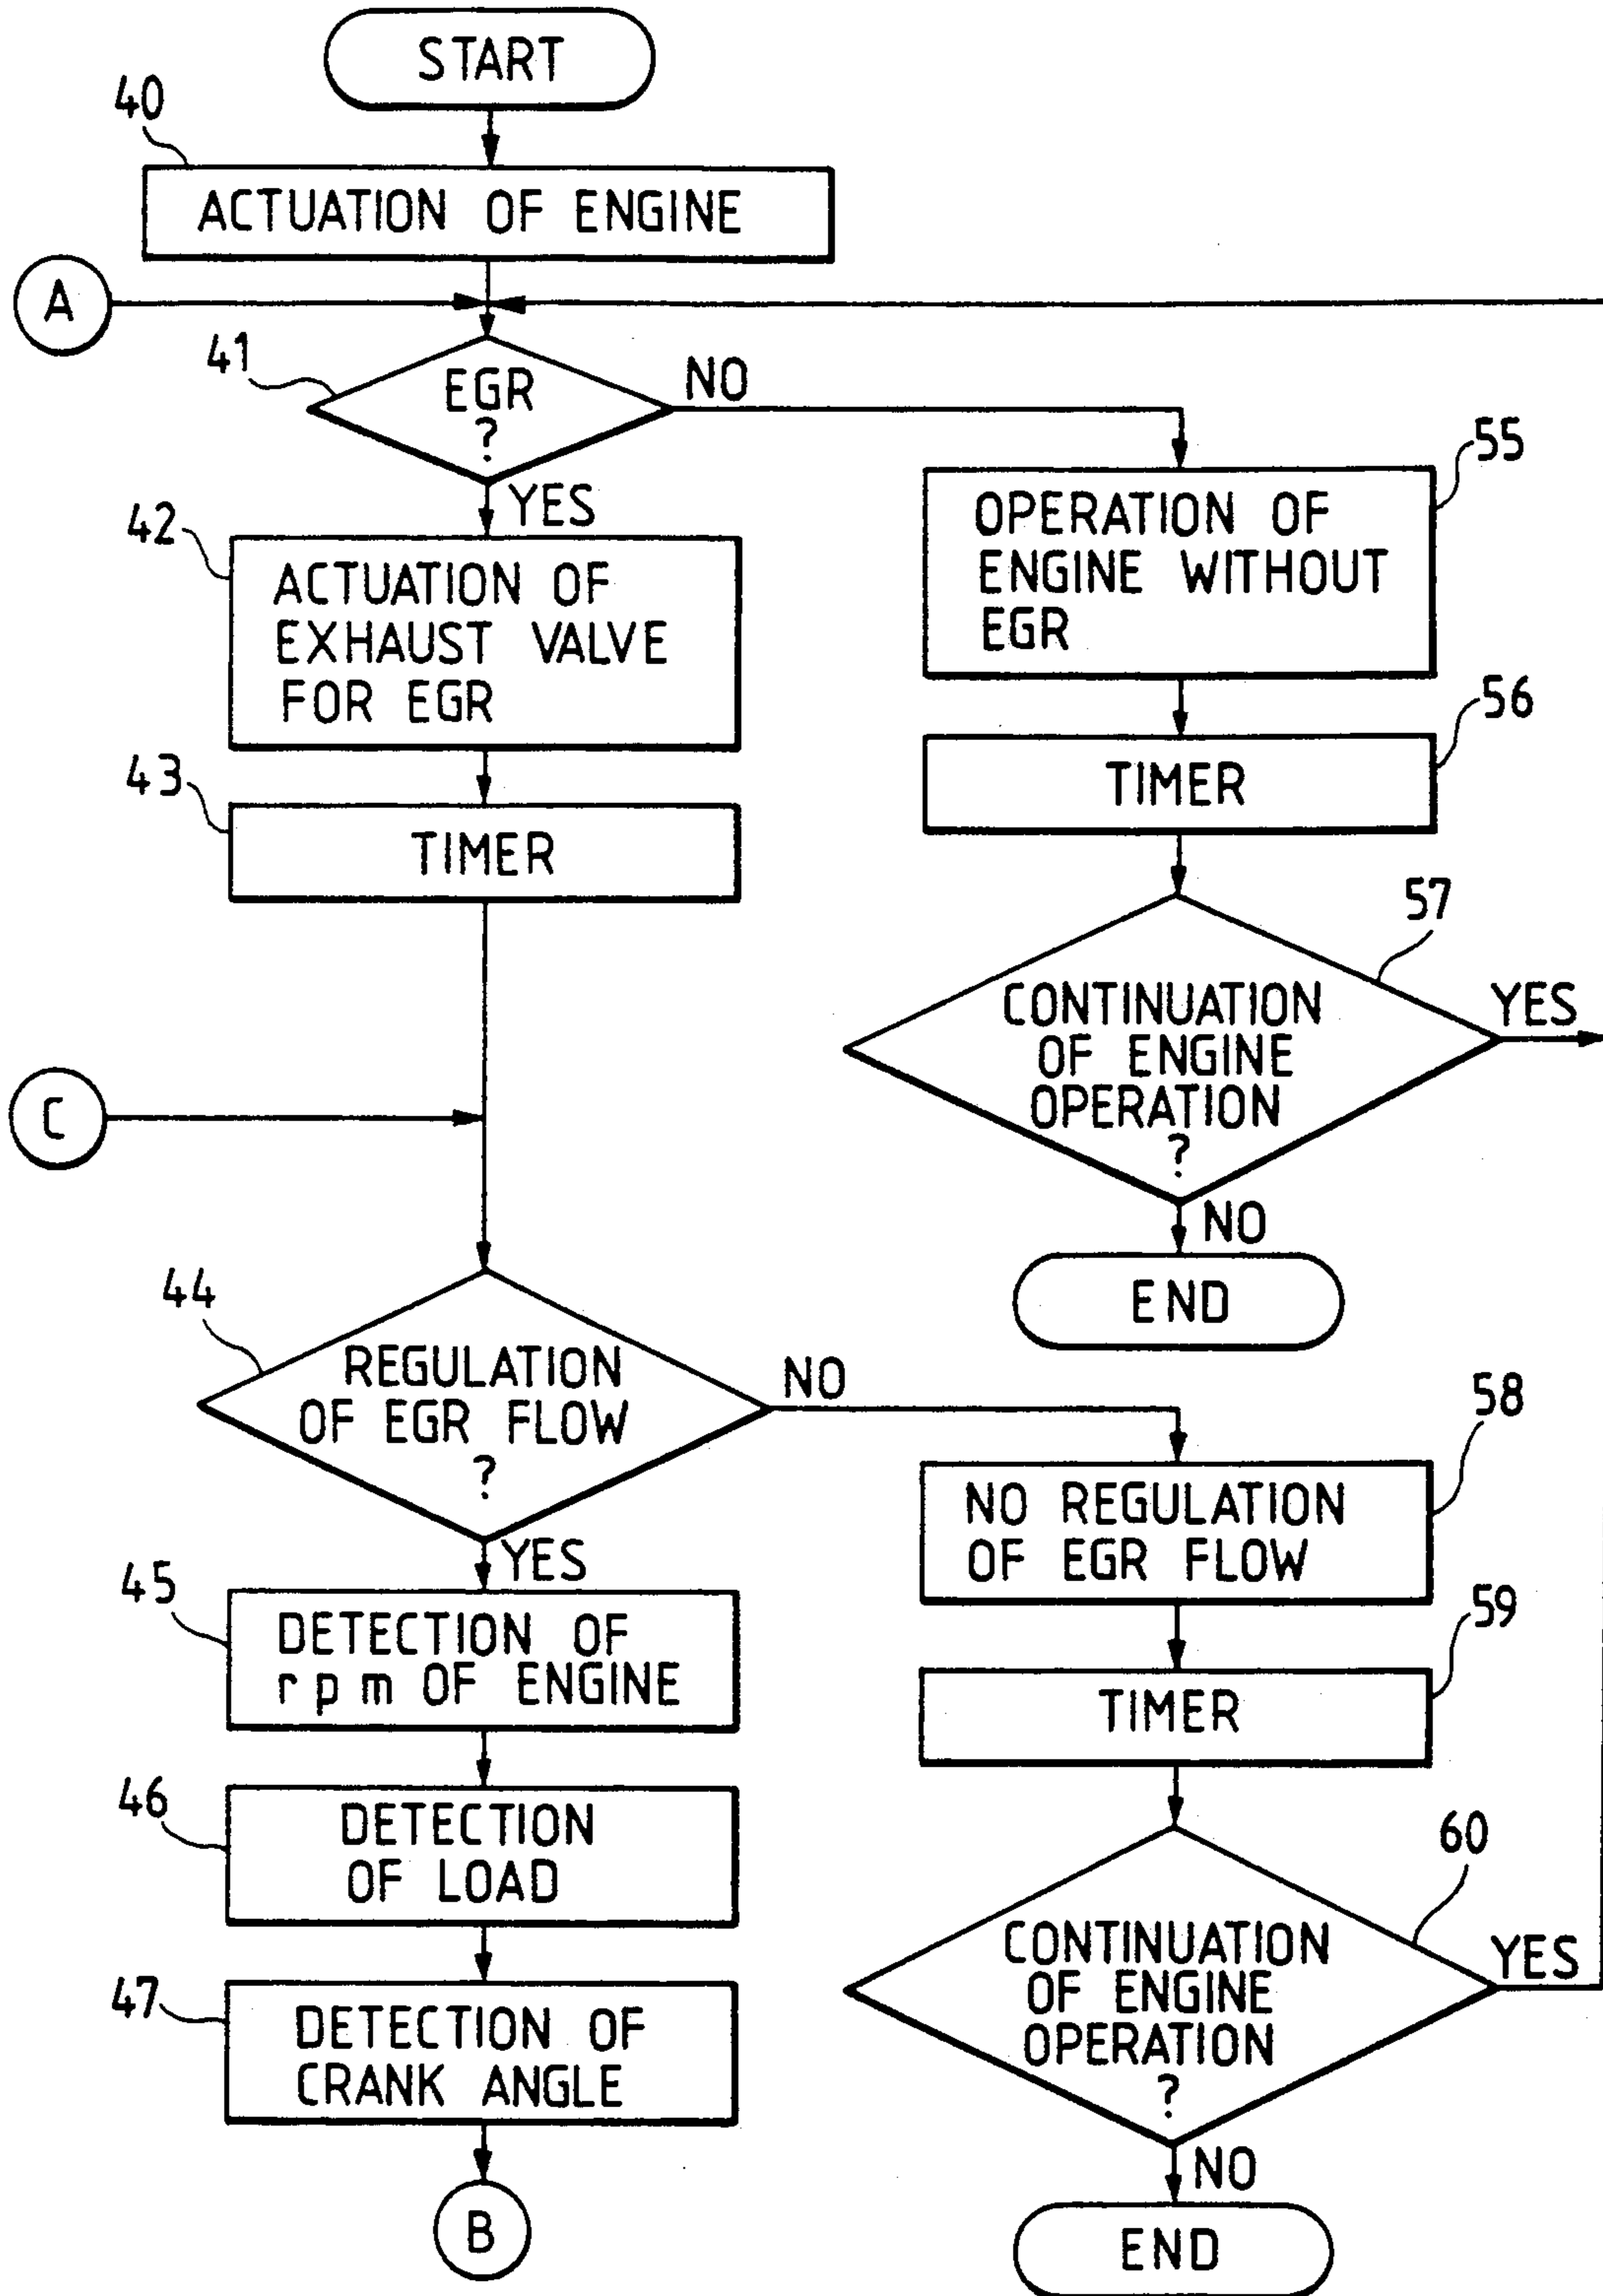 START
40
ACTUATION OF ENGINE
A
41
EGR
?
NO
YES
42
ACTUATION OF
EXHAUST VALVE
FOR EGR
43
TIMER
55
OPERATION OF
ENGINE WITHOUT
EGR
56
TIMER
57
CONTINUATION
OF ENGINE
OPERATION
?
YES
NO
END
C
44
REGULATION
OF EGR FLOW
?
NO
YES
45
DETECTION OF
rpm OF ENGINE
46
DETECTION
OF LOAD
47
DETECTION OF
CRANK ANGLE
B
58
NO REGULATION
OF EGR FLOW
59
TIMER
60
CONTINUATION
OF ENGINE
OPERATION
?
YES
NO
END